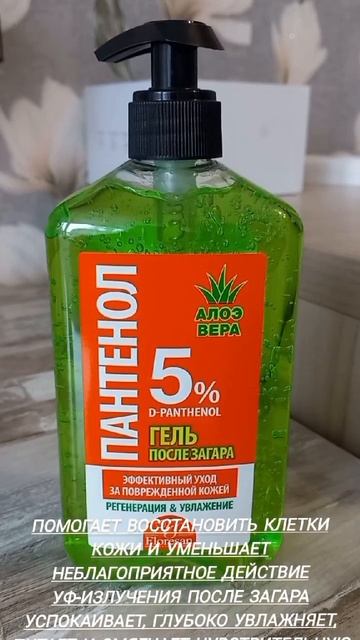 ПАНТЕНОЛ
АЛОЭ
ВЕРА
5%
D-PANTHENOL
ГЕЛЬ
ПОСЛЕ ЗАГАРА
ЭФФЕКТИВНЫЙ УХОД
ЗА ПОВРЕЖДЕННОЙ КОЖЕЙ
РЕГЕНЕРАЦИЯ & УВЛАЖНЕНИЕ
Floresan
ПОМОГАЕТ ВОССТАНОВИТЬ КЛЕТКИ
КОЖИ И УМЕНЬШАЕТ
НЕБЛАГОПРИЯТНОЕ ДЕЙСТВИЕ
УФ-ИЗЛУЧЕНИЯ ПОСЛЕ ЗАГАРА
УСПОКАИВАЕТ, ГЛУБОКО УВЛАЖНЯЕТ,